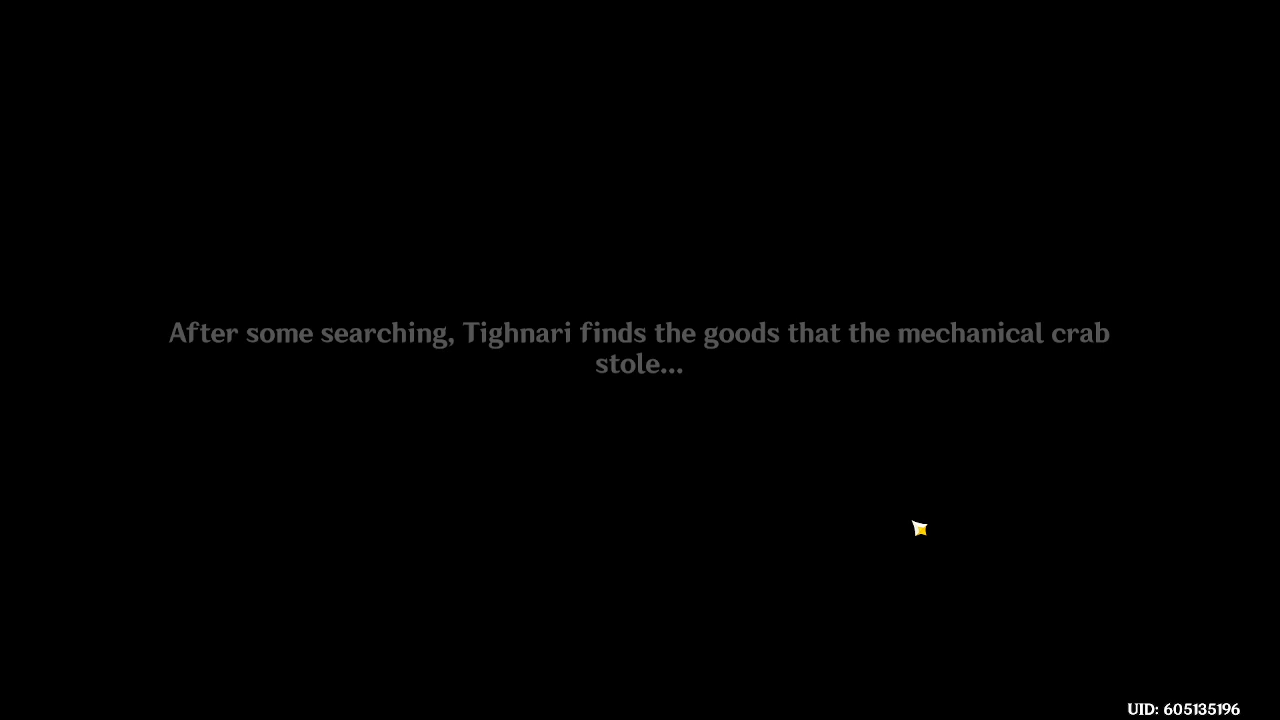 After some searching, Tighnari finds the goods that the mechanical crab
stole...
UID: 605135196